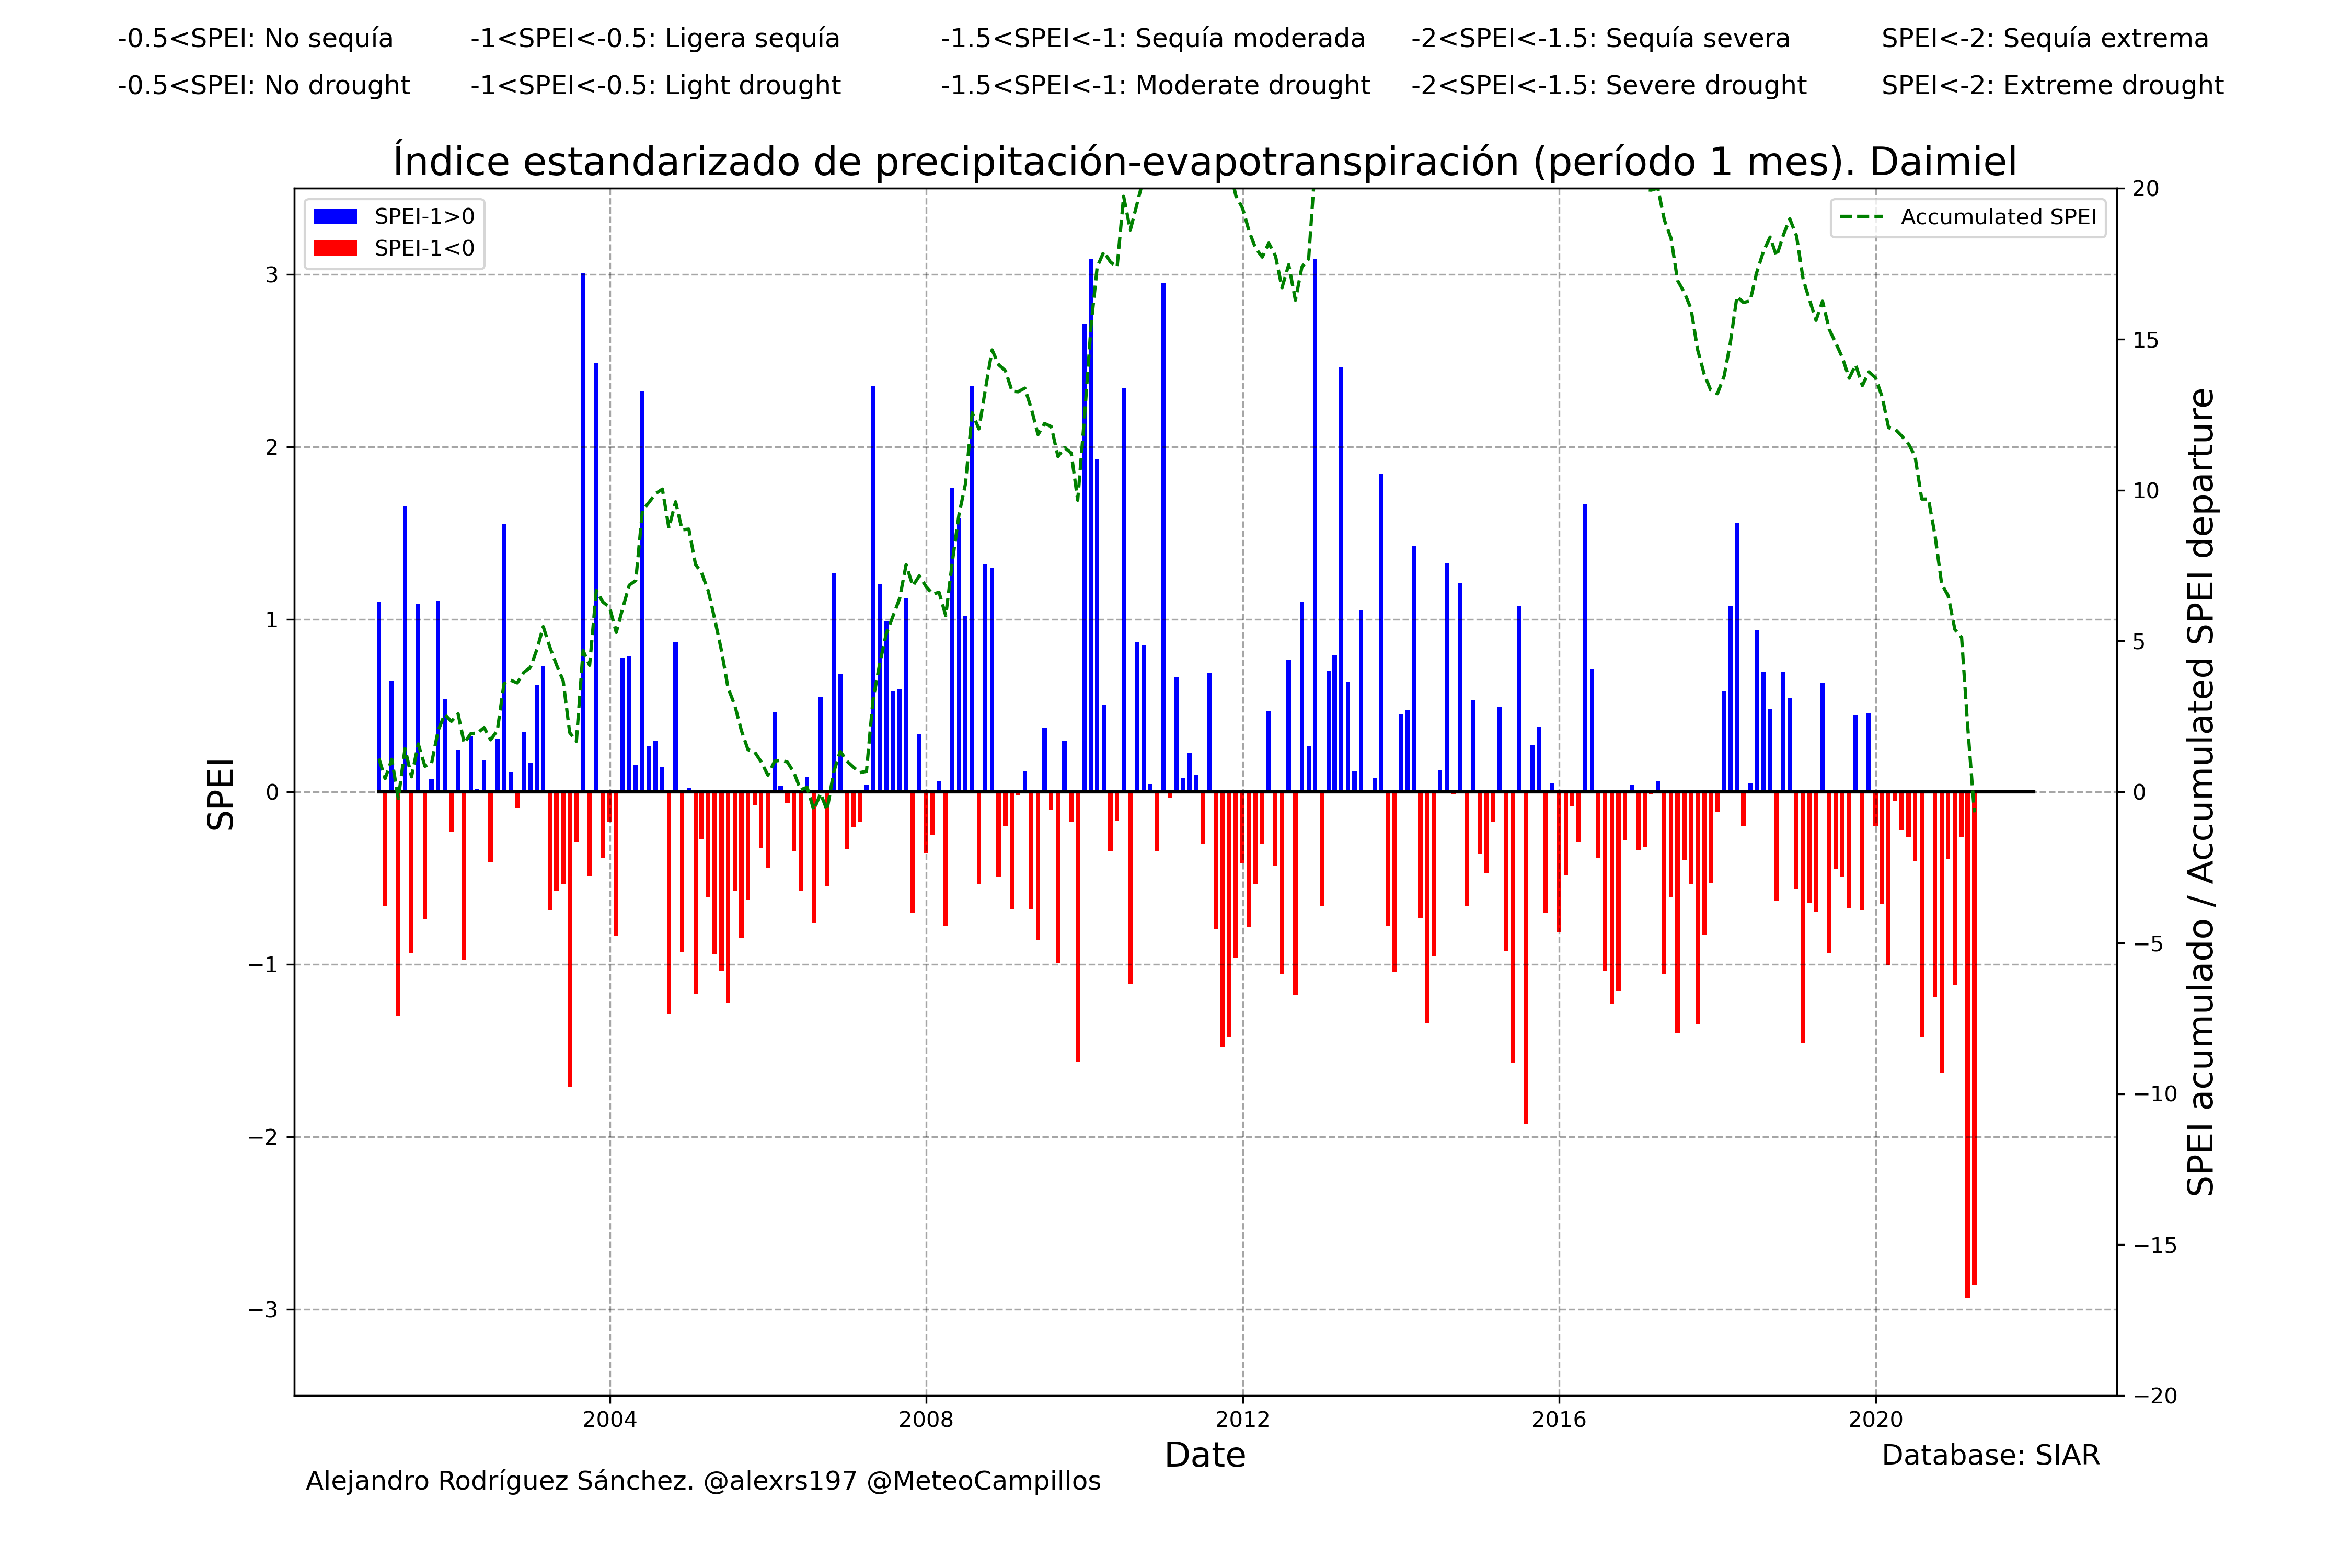 -0.5<SPEI: No sequía -1<SPEI<-0.5: Ligera sequía -1.5<SPEI<-1: Sequía moderada -2<SPEI<-1.5: Sequía severa SPEI<-2: Sequía extrema
-0.5<SPEI: No drought -1<SPEI<-0.5: Light drought -1.5<SPEI<-1: Moderate drought -2<SPEI<-1.5: Severe drought SPEI<-2: Extreme drought
Índice estandarizado de precipitación-evapotranspiración (período 1 mes). Daimiel
SPEI-1>0
SPEI-1<0
Accumulated SPEI
SPEI
3
2
1
0
−1
−2
−3
20
15
10
5
0
−5
−10
−15
−20
SPEI acumulado / Accumulated SPEI departure
2004 2008 2012 2016 2020
Date
Database: SIAR
Alejandro Rodríguez Sánchez. @alexrs197 @MeteoCampillos